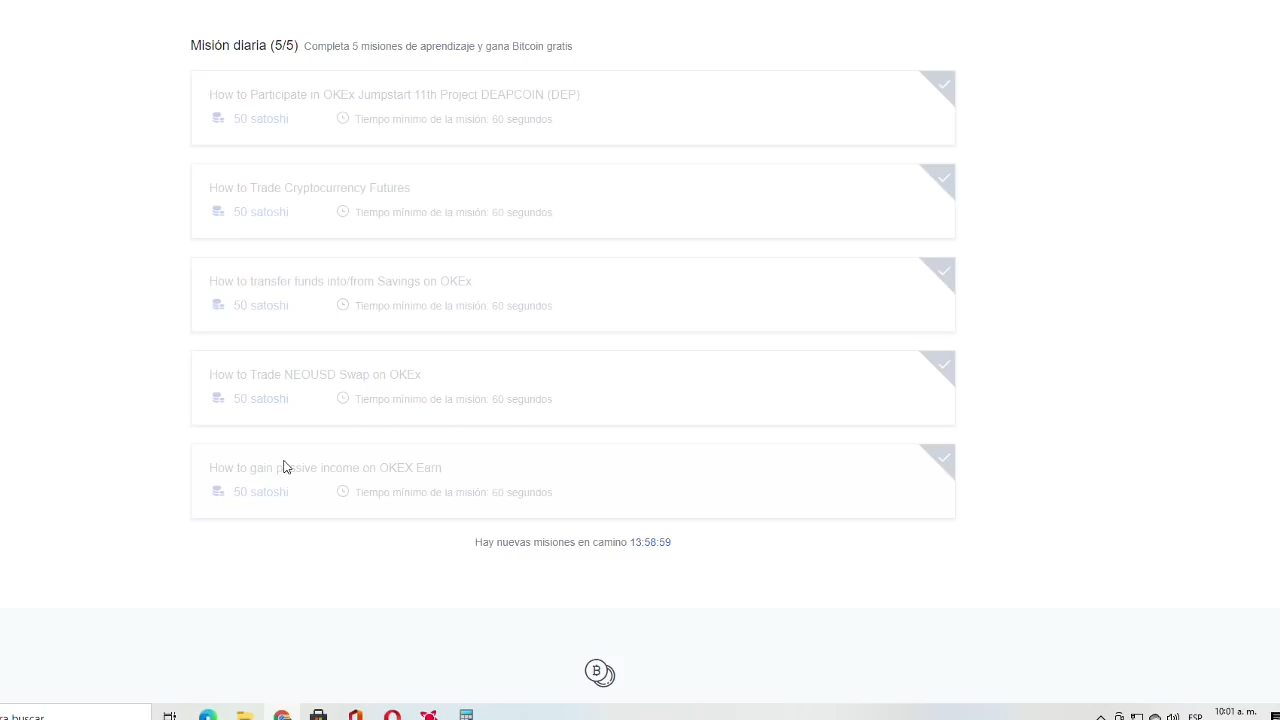 Misión diaria (5/5) Completa 5 misiones de aprendizaje y gana Bitcoin gratis
How to Participate in OKEx Jumpstart 11th Project DEAPCOIN (DEP)
50 satoshi Tiempo mínimo de la misión: 60 segundos
How to Trade Cryptocurrency Futures
50 satoshi Tiempo mínimo de la misión: 60 segundos
How to transfer funds into/from Savings on OKEx
50 satoshi Tiempo mínimo de la misión: 60 segundos
How to Trade NEOUSD Swap on OKEx
50 satoshi Tiempo mínimo de la misión: 60 segundos
How to gain passive income on OKEX Earn
50 satoshi Tiempo mínimo de la misión: 60 segundos
Hay nuevas misiones en camino 13:58:59
ra buscar
ESP
10:01 a. m.